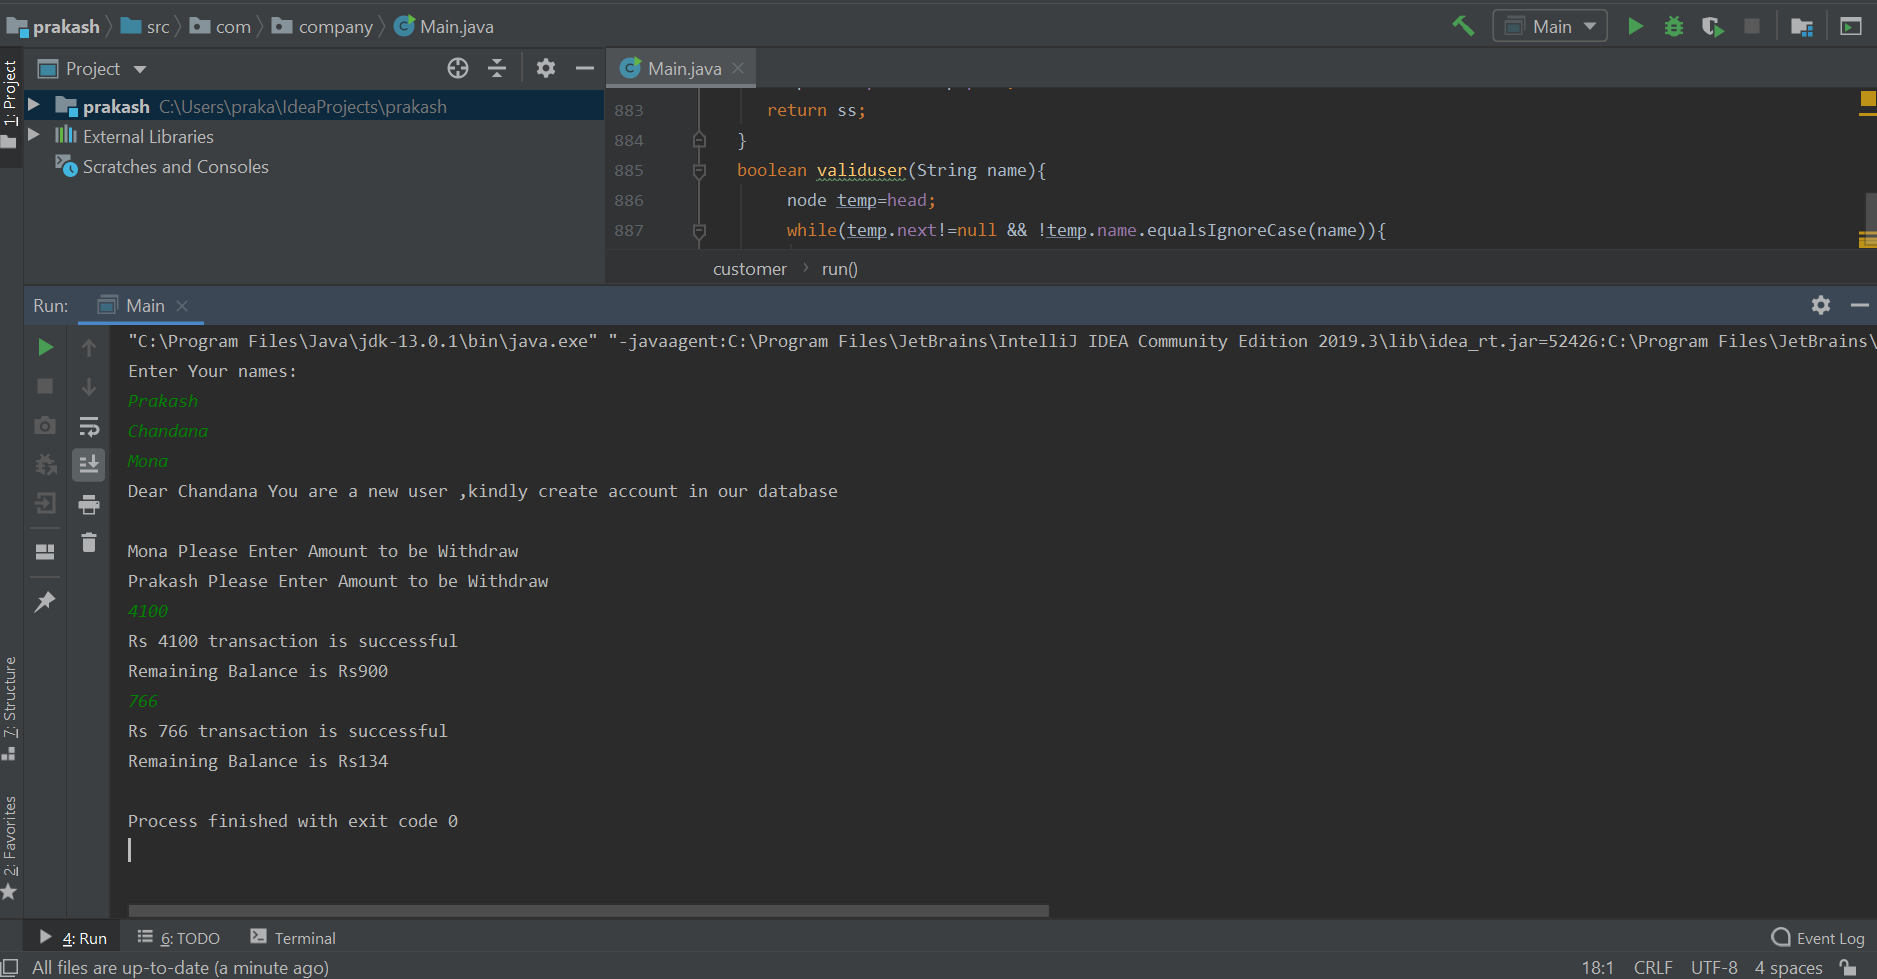 prakash src com company Main.java
Main
1: Project
Project
Main.java
prakash C:\Users\praka\IdeaProjects\prakash
External Libraries
Scratches and Consoles
883 return ss;
884 }
885 boolean validuser(String name){
886 node temp=head;
887 while(temp.next!=null && !temp.name.equalsIgnoreCase(name)){
customer run()
Run: Main
"C:\Program Files\Java\jdk-13.0.1\bin\java.exe" "-javaagent:C:\Program Files\JetBrains\IntelliJ IDEA Community Edition 2019.3\lib\idea_rt.jar=52426:C:\Program Files\JetBrains\
Enter Your names:
Prakash
Chandana
Mona
Dear Chandana You are a new user ,kindly create account in our database
Mona Please Enter Amount to be Withdraw
Prakash Please Enter Amount to be Withdraw
4100
Rs 4100 transaction is successful
Remaining Balance is Rs900
766
Rs 766 transaction is successful
Remaining Balance is Rs134
Process finished with exit code 0
7: Structure
2: Favorites
4: Run 6: TODO Terminal Event Log
All files are up-to-date (a minute ago) 18:1 CRLF UTF-8 4 spaces